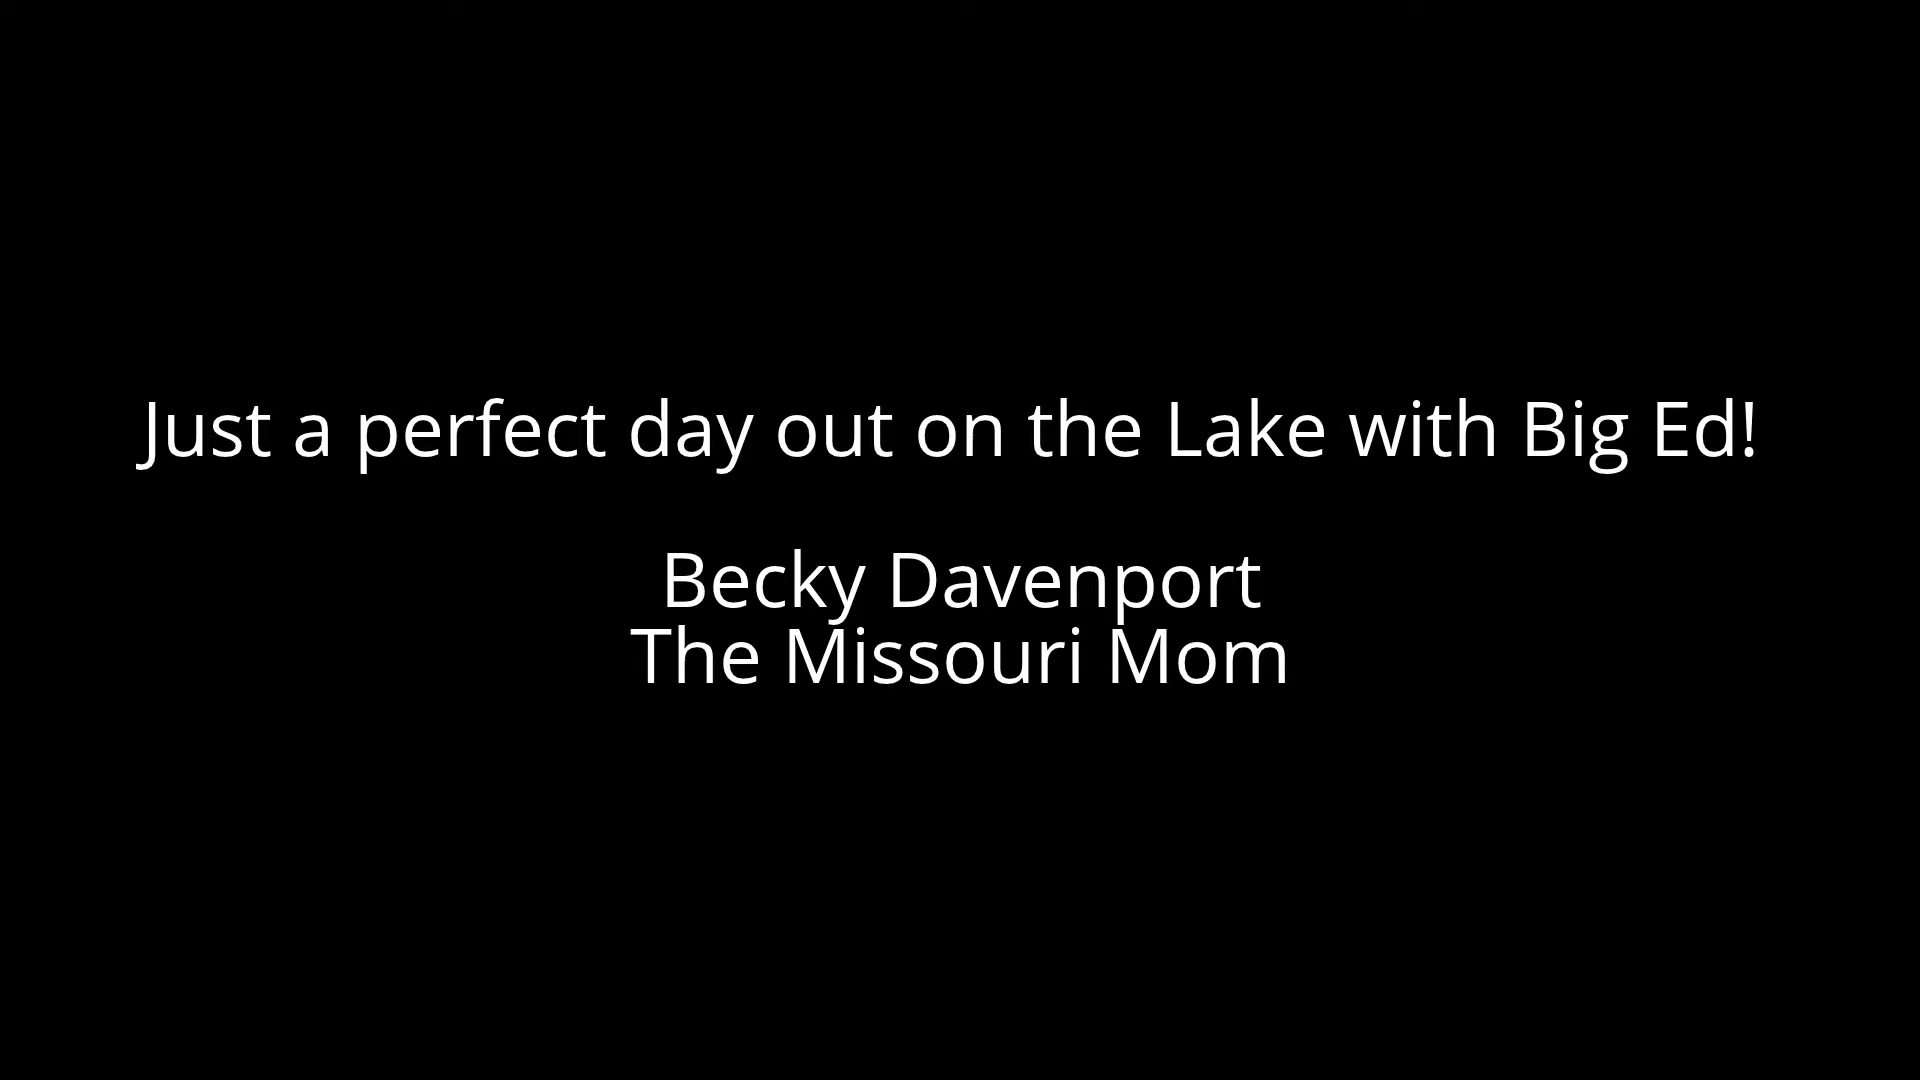 Just a perfect day out on the Lake with Big Ed!
Becky Davenport
The Missouri Mom